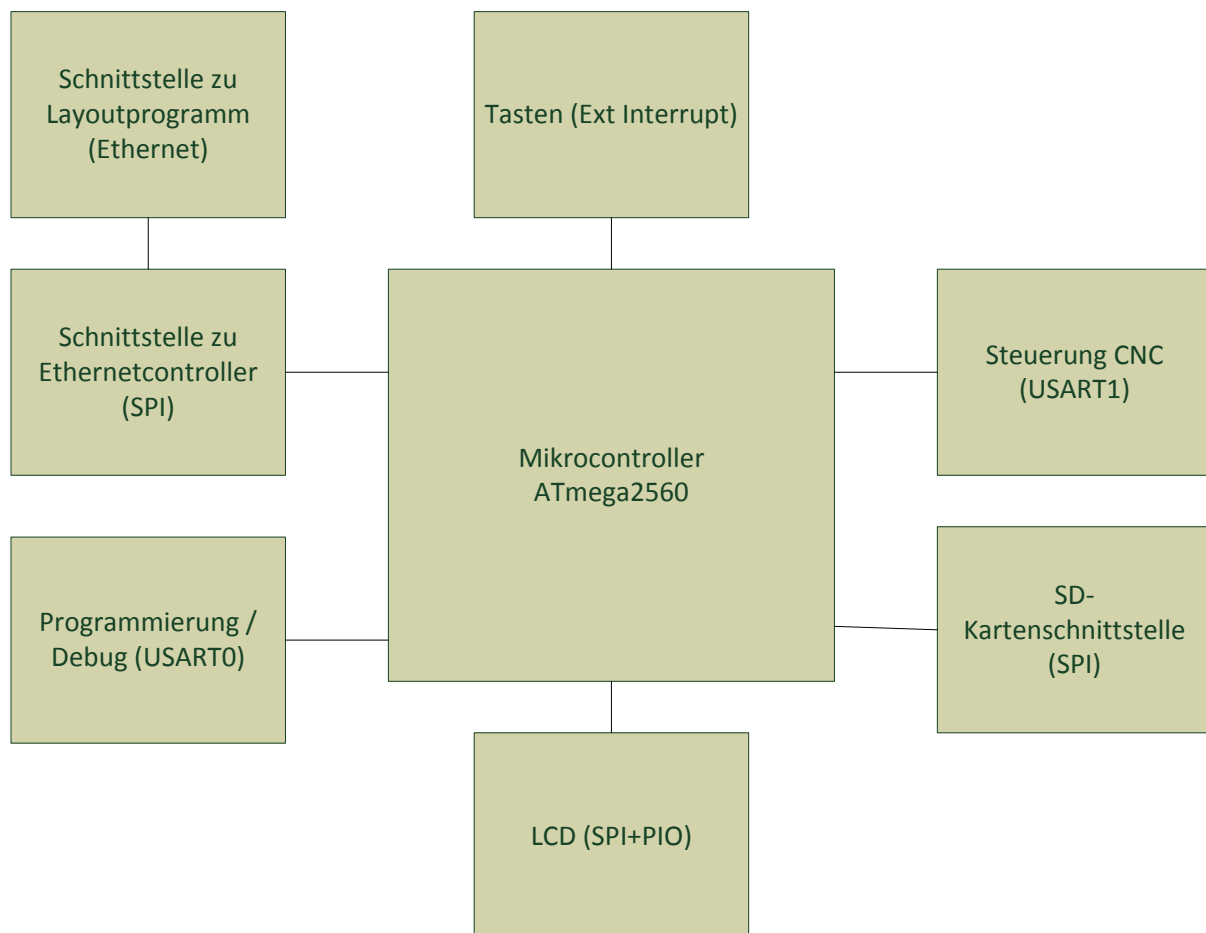 Schnittstelle zu
Layoutprogramm
(Ethernet)
Tasten (Ext Interrupt)
Schnittstelle zu
Ethernetcontroller
(SPI)
Mikrocontroller
ATmega2560
Steuerung CNC
(USART1)
Programmierung /
Debug (USART0)
SD-
Kartenschnittstelle
(SPI)
LCD (SPI+PIO)